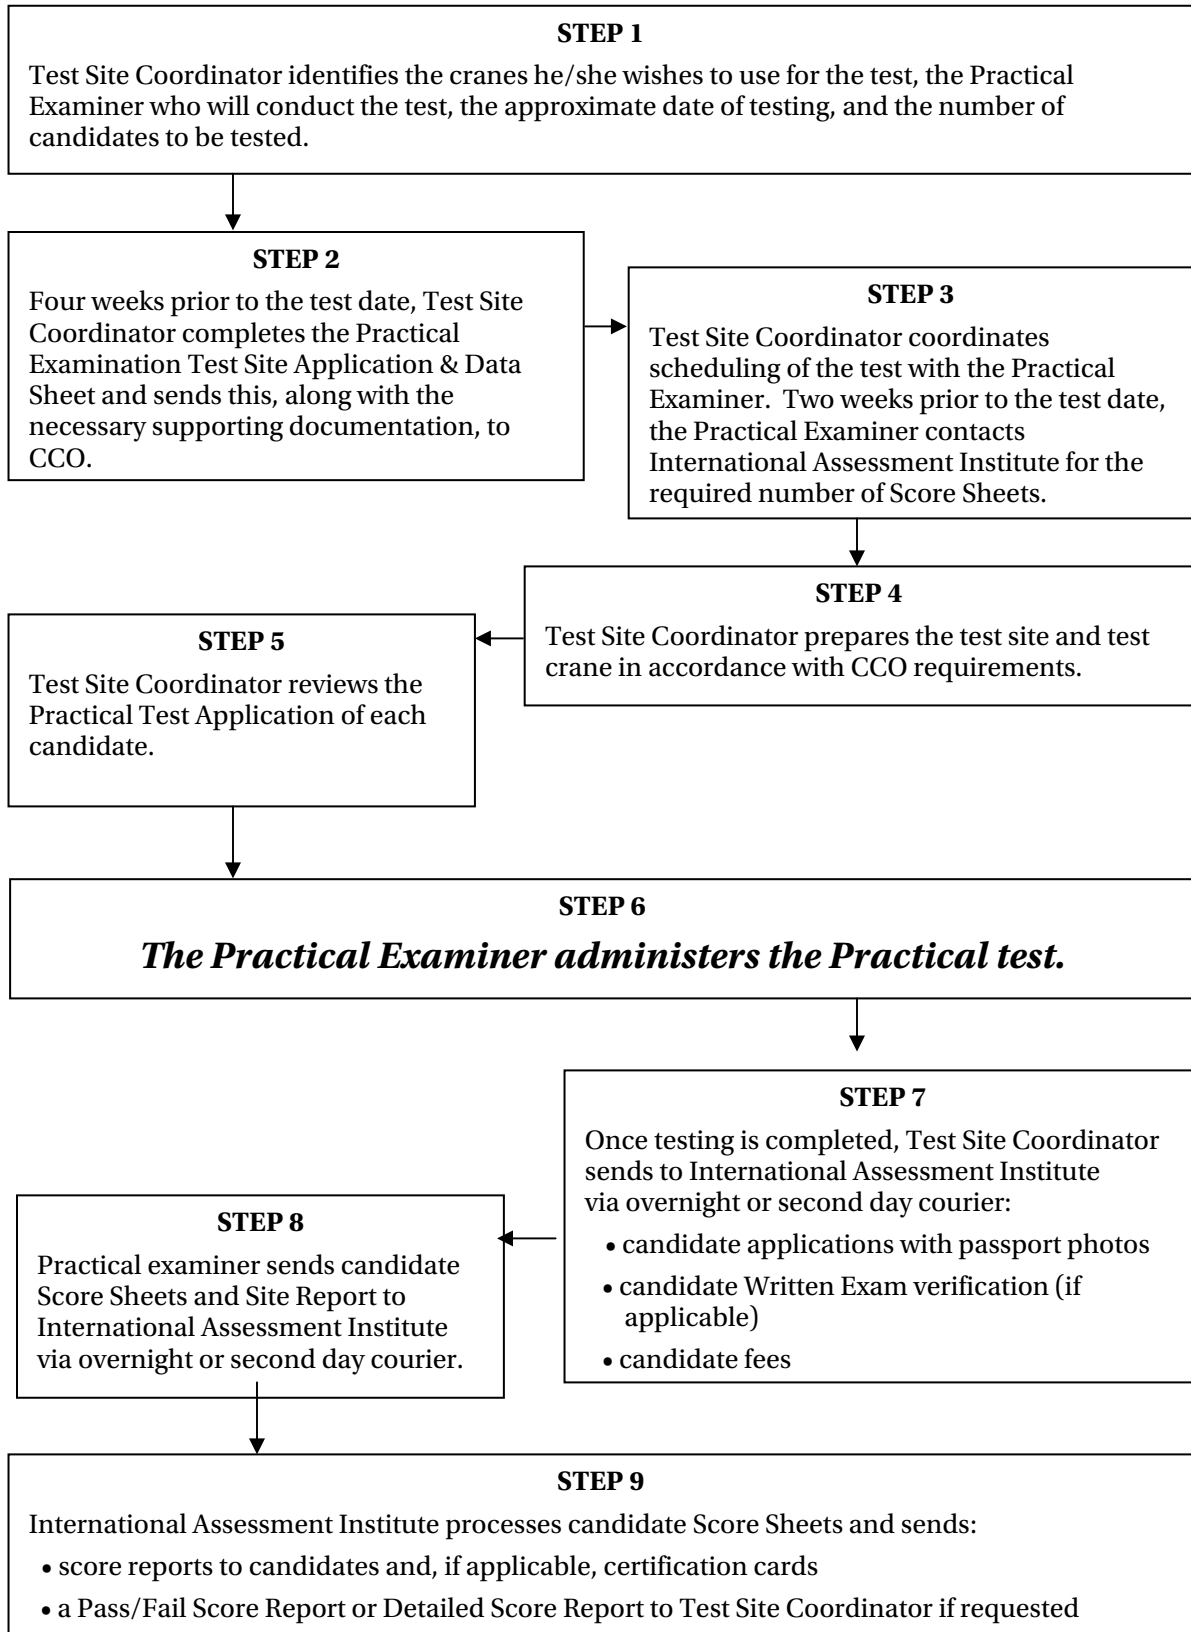 STEP 1
Test Site Coordinator identifies the cranes he/she wishes to use for the test, the Practical
Examiner who will conduct the test, the approximate date of testing, and the number of
candidates to be tested.
STEP 2
Four weeks prior to the test date, Test Site
Coordinator completes the Practical
Examination Test Site Application & Data
Sheet and sends this, along with the
necessary supporting documentation, to
CCO.
STEP 3
Test Site Coordinator coordinates
scheduling of the test with the Practical
Examiner. Two weeks prior to the test date,
the Practical Examiner contacts
International Assessment Institute for the
required number of Score Sheets.
STEP 4
Test Site Coordinator prepares the test site and test
crane in accordance with CCO requirements.
STEP 5
Test Site Coordinator reviews the
Practical Test Application of each
candidate.
STEP 6
The Practical Examiner administers the Practical test.
STEP 7
Once testing is completed, Test Site Coordinator
sends to International Assessment Institute
via overnight or second day courier:
• candidate applications with passport photos
• candidate Written Exam verification (if
applicable)
• candidate fees
STEP 8
Practical examiner sends candidate
Score Sheets and Site Report to
International Assessment Institute
via overnight or second day courier.
STEP 9
International Assessment Institute processes candidate Score Sheets and sends:
• score reports to candidates and, if applicable, certification cards
• a Pass/Fail Score Report or Detailed Score Report to Test Site Coordinator if requested